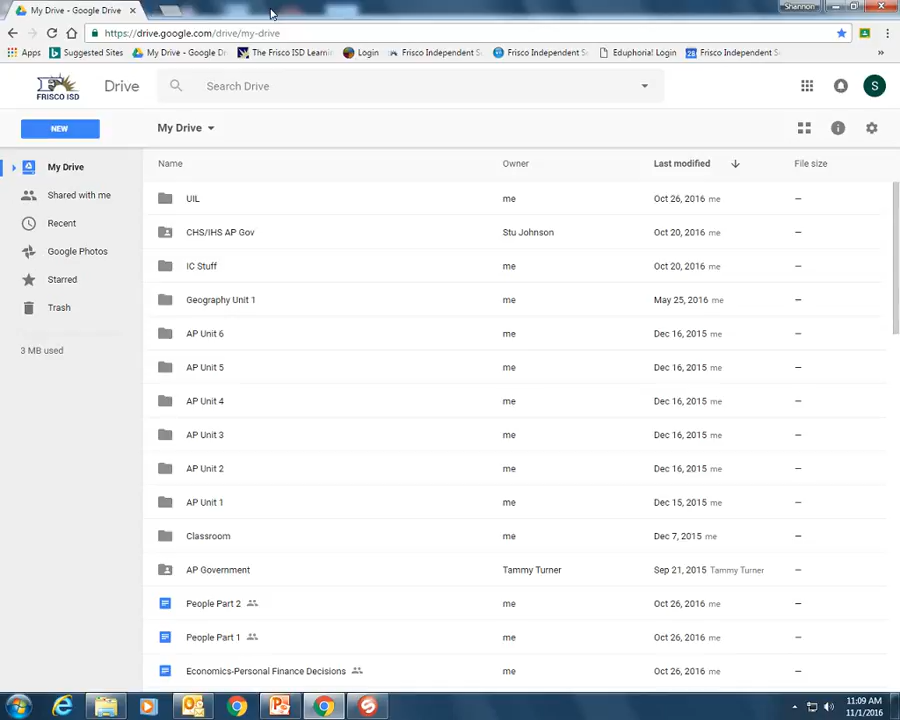 My Drive - Google Drive
Shannon
https://drive.google.com/drive/my-drive
Apps Suggested Sites My Drive - Google Dr The Frisco ISD Learni Login Frisco Independent S Frisco Independent S Eduphoria! Login Frisco Independent S »
FRISCO ISD Drive Search Drive S
NEW My Drive
Name Owner Last modified File size
My Drive
Shared with me
Recent
Google Photos
Starred
Trash
3 MB used
UIL me Oct 26, 2016 me –
CHS/IHS AP Gov Stu Johnson Oct 20, 2016 me –
IC Stuff me Oct 20, 2016 me –
Geography Unit 1 me May 25, 2016 me –
AP Unit 6 me Dec 16, 2015 me –
AP Unit 5 me Dec 16, 2015 me –
AP Unit 4 me Dec 16, 2015 me –
AP Unit 3 me Dec 16, 2015 me –
AP Unit 2 me Dec 16, 2015 me –
AP Unit 1 me Dec 15, 2015 me –
Classroom me Dec 7, 2015 me –
AP Government Tammy Turner Sep 21, 2015 Tammy Turner –
People Part 2 me Oct 26, 2016 me –
People Part 1 me Oct 26, 2016 me –
Economics-Personal Finance Decisions me Oct 26, 2016 me –
11:09 AM
11/1/2016